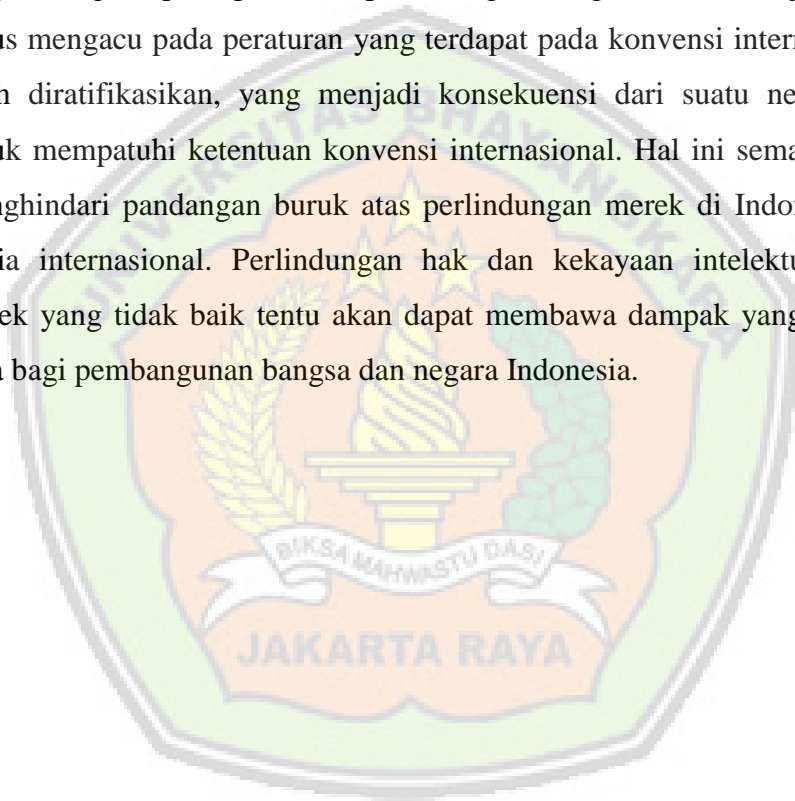 us mengacu pada peraturan yang terdapat pada konvensi intern
n diratifikasikan, yang menjadi konsekuensi dari suatu ne
uk mempatuhi ketentuan konvensi internasional. Hal ini sema
nghindari pandangan buruk atas perlindungan merek di Indon
ia internasional. Perlindungan hak dan kekayaan intelektu
ek yang tidak baik tentu akan dapat membawa dampak yang
a bagi pembangunan bangsa dan negara Indonesia.
UNIVERSITAS BHAYANGKARA
BIKSA MAHWASTU DASI
JAKARTA RAYA